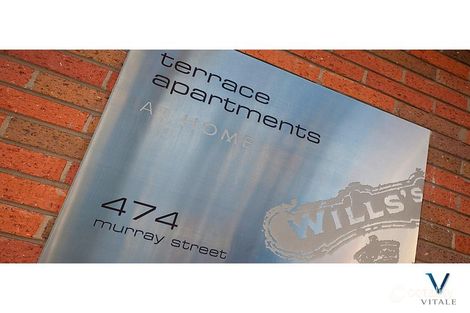 terrace
apartments
AT HOME
474
murray street
WILLS'S
VITALE